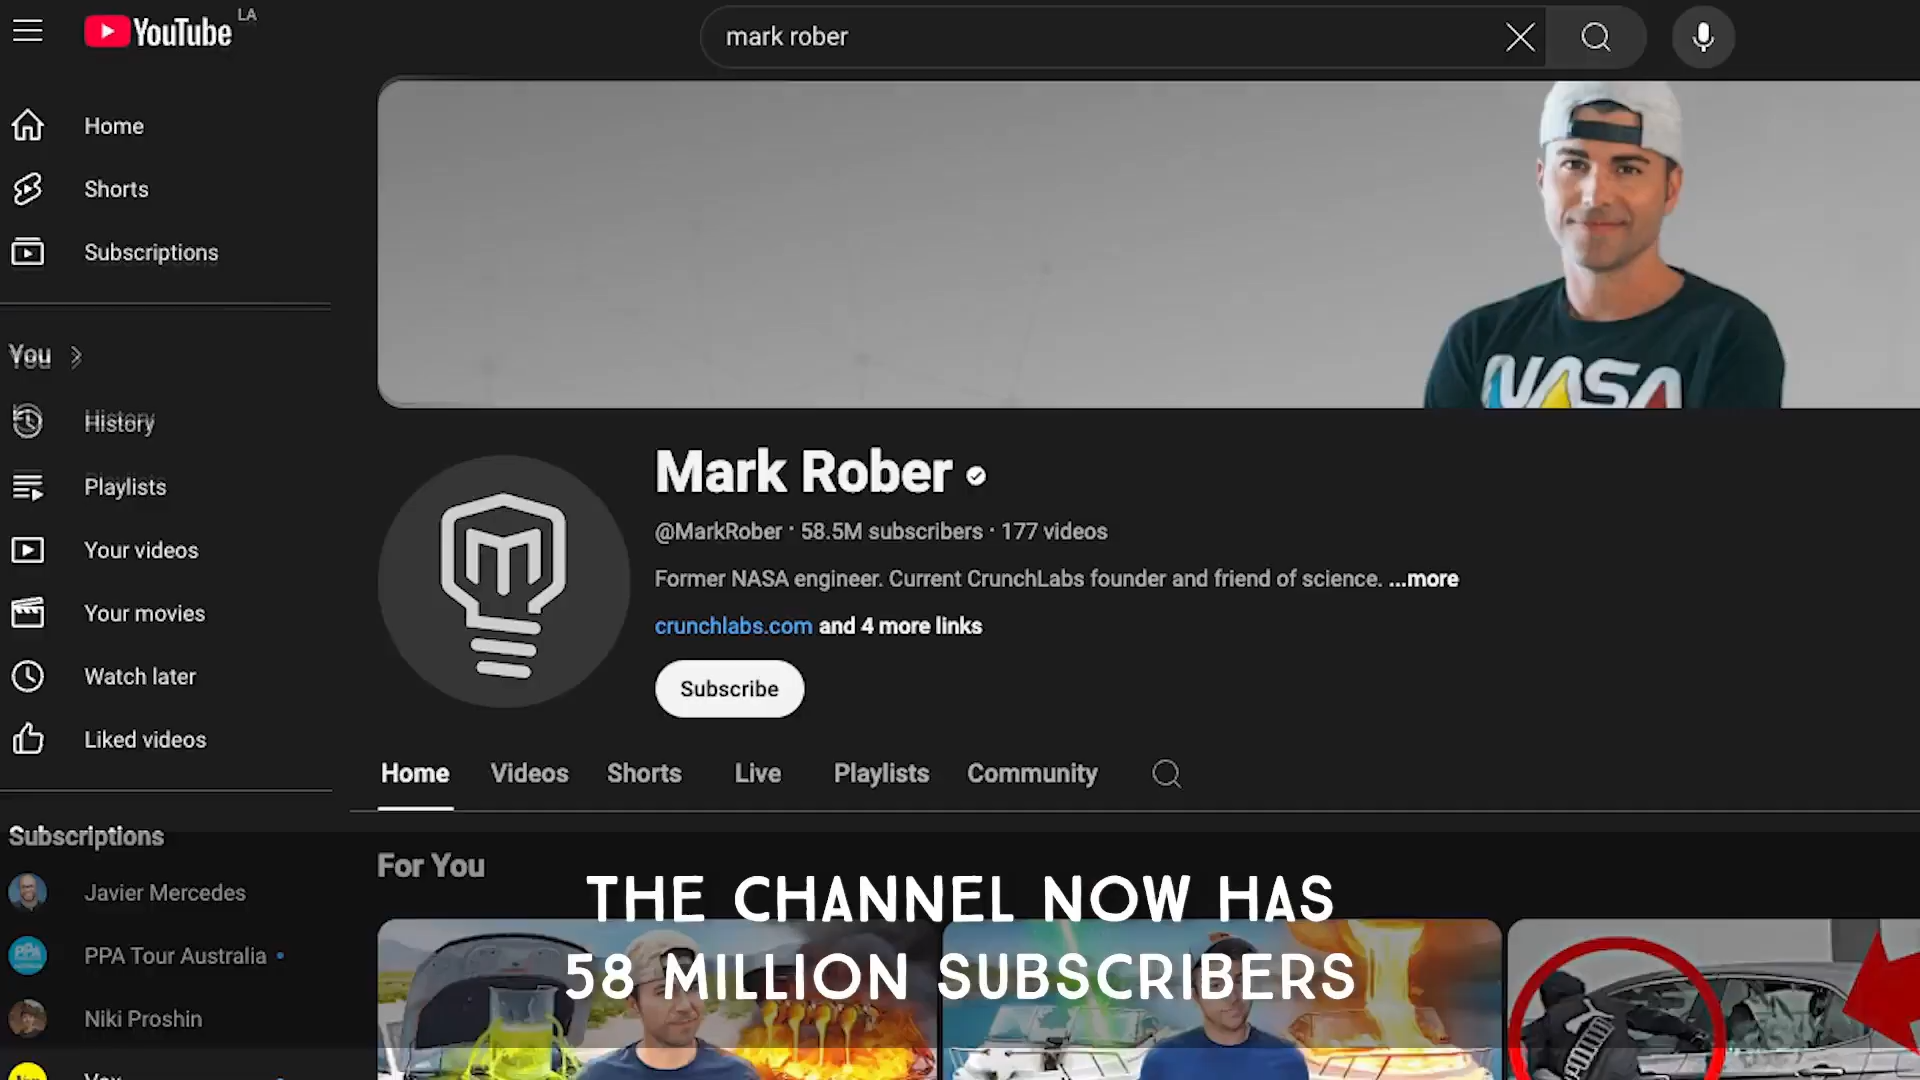 YouTube LA
mark rober
Home
Shorts
Subscriptions
You
History
Playlists
Your videos
Your movies
Watch later
Liked videos
Subscriptions
Javier Mercedes
PPA Tour Australia
Niki Proshin
Vox
NASA
Mark Rober
@MarkRober · 58.5M subscribers · 177 videos
Former NASA engineer. Current CrunchLabs founder and friend of science. ...more
crunchlabs.com and 4 more links
Subscribe
Home Videos Shorts Live Playlists Community
For You
THE CHANNEL NOW HAS
58 MILLION SUBSCRIBERS
PUMA